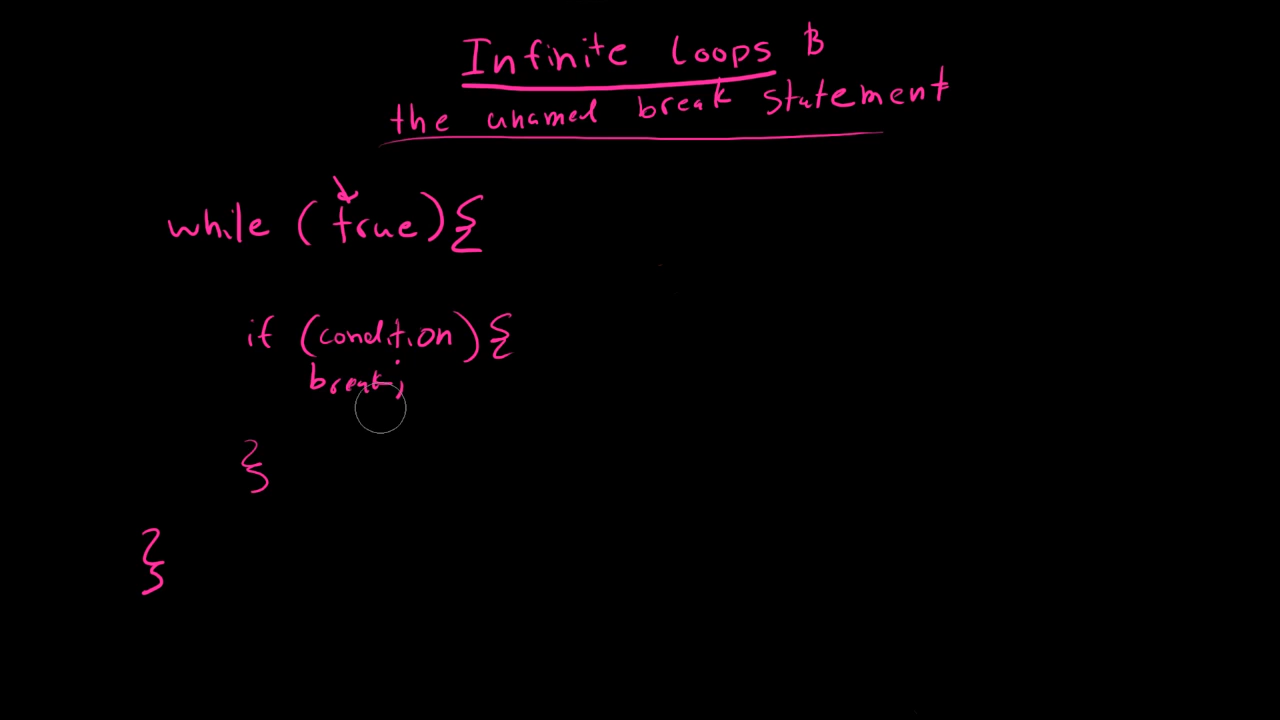 Infinite Loops &
the unamed break statement
while (true){
if (condition){
break;
}
}